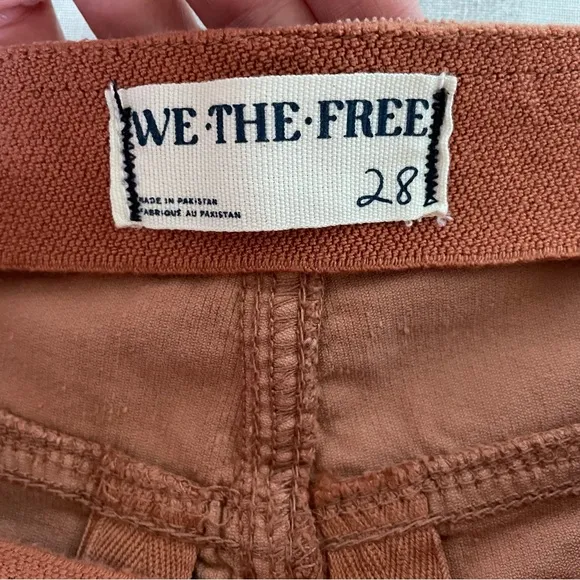 WE·THE·FREE
MADE IN PAKISTAN
FABRIQUÉ AU PAKISTAN
28